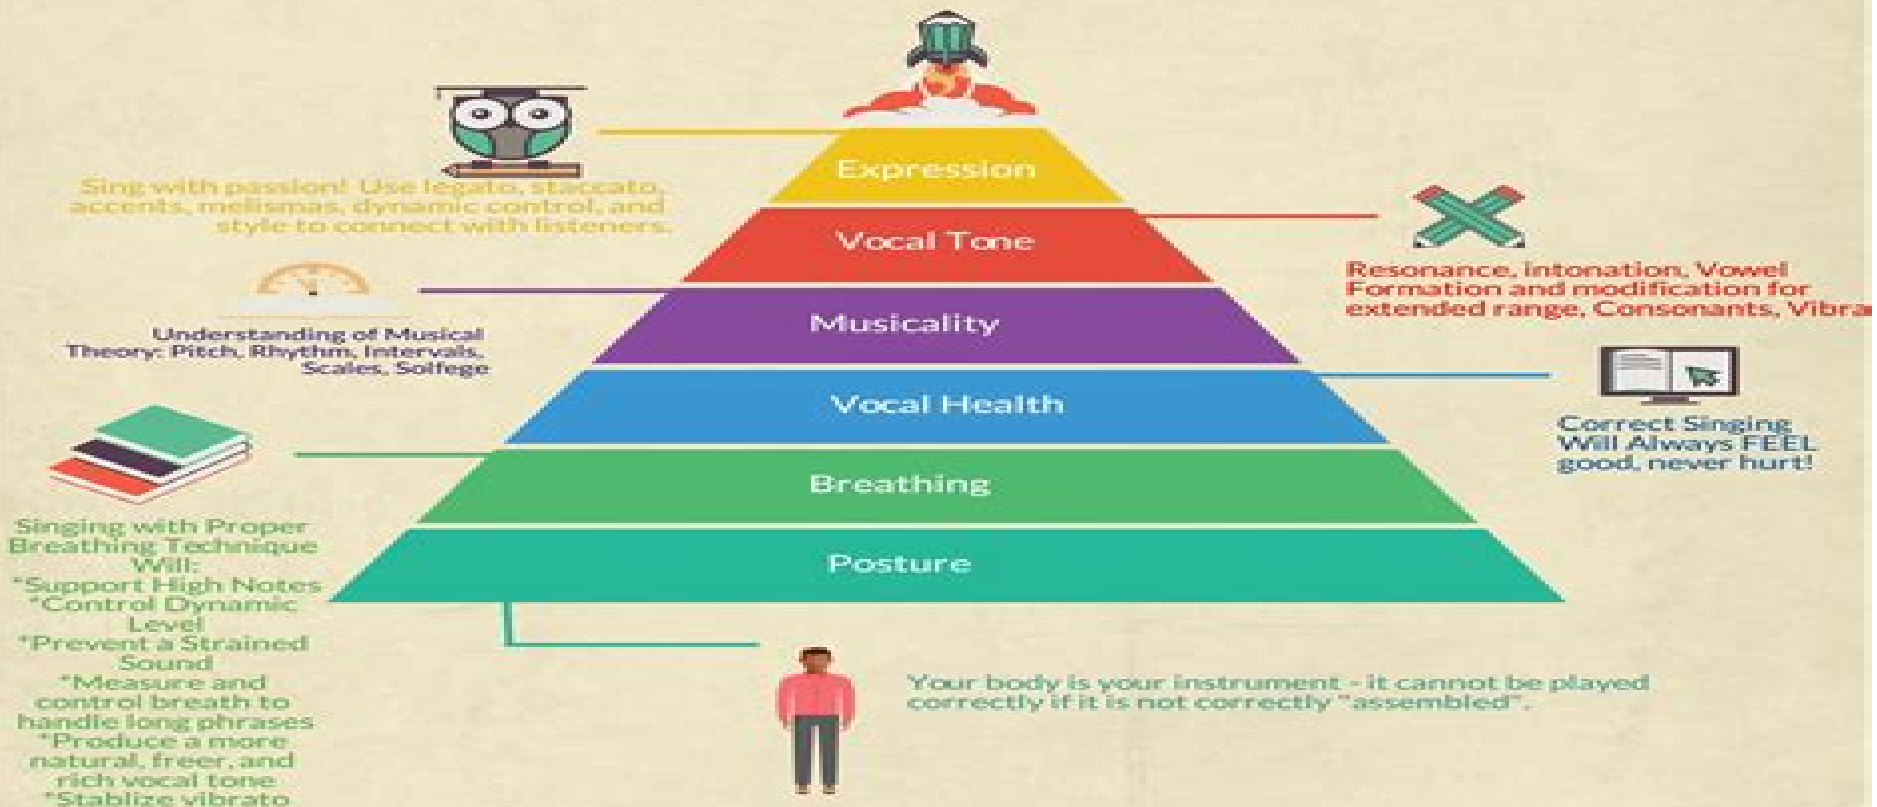 Expression
Sing with passion! Use legato, staccato,
accents, melismas, dynamic control, and
style to connect with listeners.
Vocal Tone
Resonance, intonation, Vowel
Formation and modification for
extended range, Consonants, Vibra
Musicality
Understanding of Musical
Theory: Pitch, Rhythm, Intervals,
Scales, Solfege
Vocal Health
Correct Singing
Will Always FEEL
good, never hurt!
Breathing
Singing with Proper
Breathing Technique
Will:
*Support High Notes
*Control Dynamic
Level
*Prevent a Strained
Sound
*Measure and
control breath to
handle long phrases
*Produce a more
natural, freer, and
rich vocal tone
*Stablize vibrato
Posture
Your body is your instrument - it cannot be played
correctly if it is not correctly "assembled".